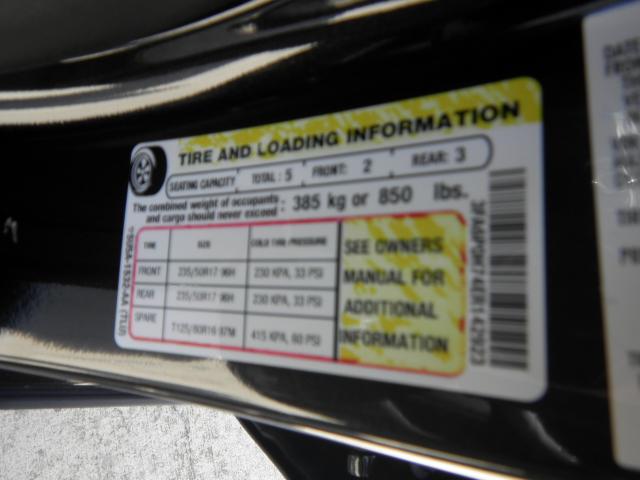 TIRE AND LOADING INFORMATION
SEATING CAPACITY TOTAL : 5 FRONT: 2 REAR: 3
The combined weight of occupants
and cargo should never exceed : 385 kg or 850 lbs.
TIRE SIZE COLD TIRE PRESSURE
FRONT 235/50R17 96H 230 KPA, 33 PSI
REAR 235/50R17 96H 230 KPA, 33 PSI
SPARE T125/80R16 97M 415 KPA, 60 PSI
SEE OWNERS
MANUAL FOR
ADDITIONAL
INFORMATION
DATE
FROM